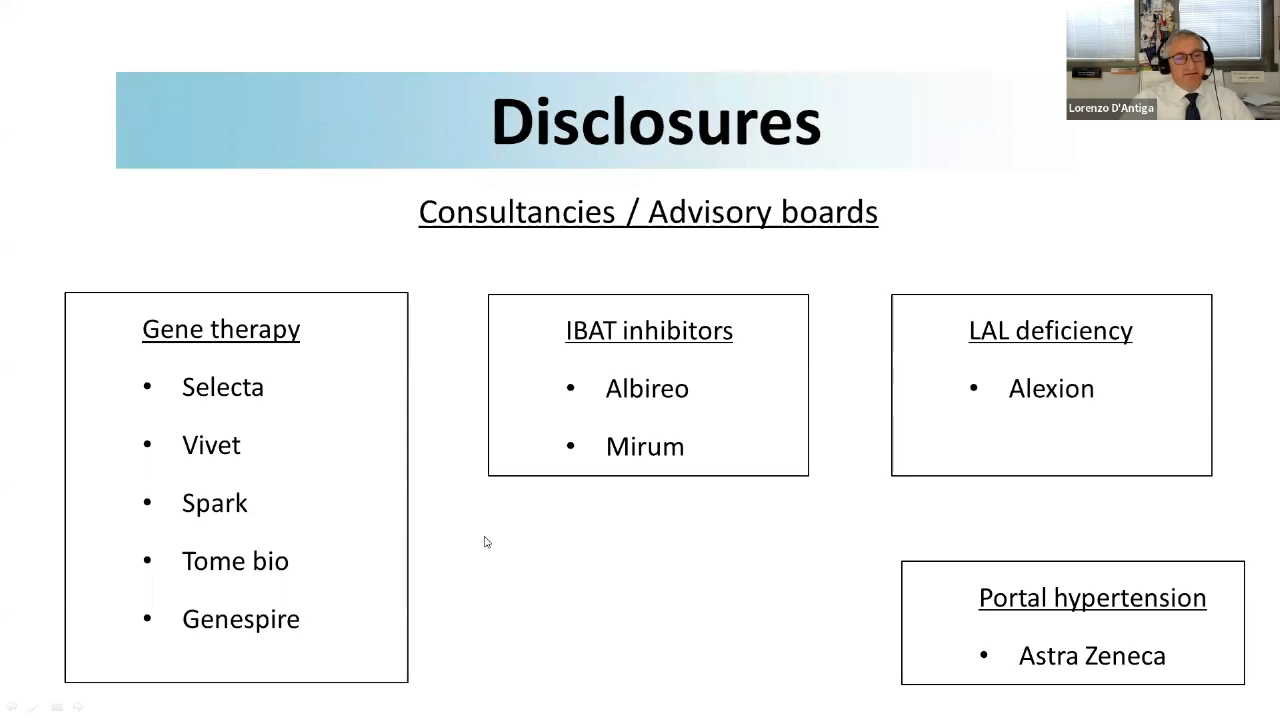 Lorenzo D'Antiga
Disclosures
Consultancies / Advisory boards
Gene therapy
• Selecta
• Vivet
• Spark
• Tome bio
• Genespire
IBAT inhibitors
• Albireo
• Mirum
LAL deficiency
• Alexion
Portal hypertension
• Astra Zeneca